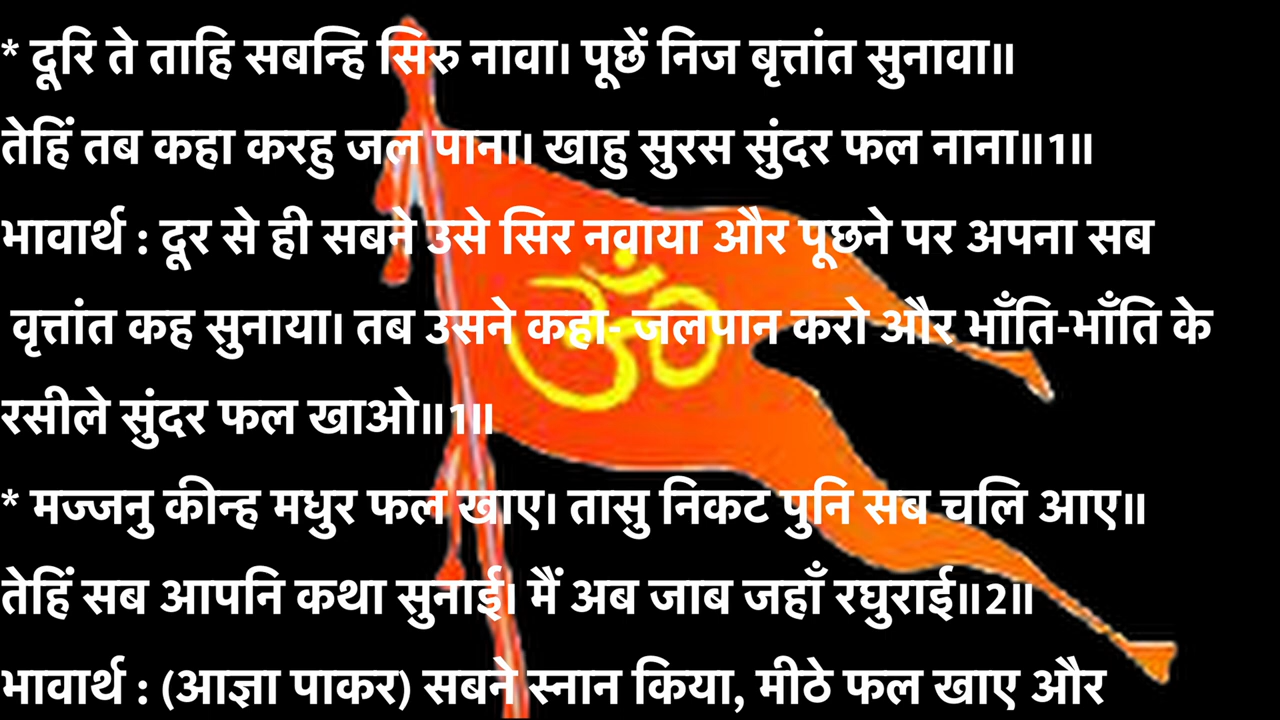 * दूरि ते ताहि सबन्हि सिरु नावा। पूछें निज बृत्तांत सुनावा॥
तेहिं तब कहा करहु जल पाना। खाहु सुरस सुंदर फल नाना॥1॥
भावार्थ : दूर से ही सबने उसे सिर नवाया और पूछने पर अपना सब
वृत्तांत कह सुनाया। तब उसने कहा- जलपान करो और भाँति-भाँति के
रसीले सुंदर फल खाओ॥1॥
* मज्जनु कीन्ह मधुर फल खाए। तासु निकट पुनि सब चलि आए॥
तेहिं सब आपनि कथा सुनाई। मैं अब जाब जहाँ रघुराई॥2॥
भावार्थ : (आज्ञा पाकर) सबने स्नान किया, मीठे फल खाए और
ॐ